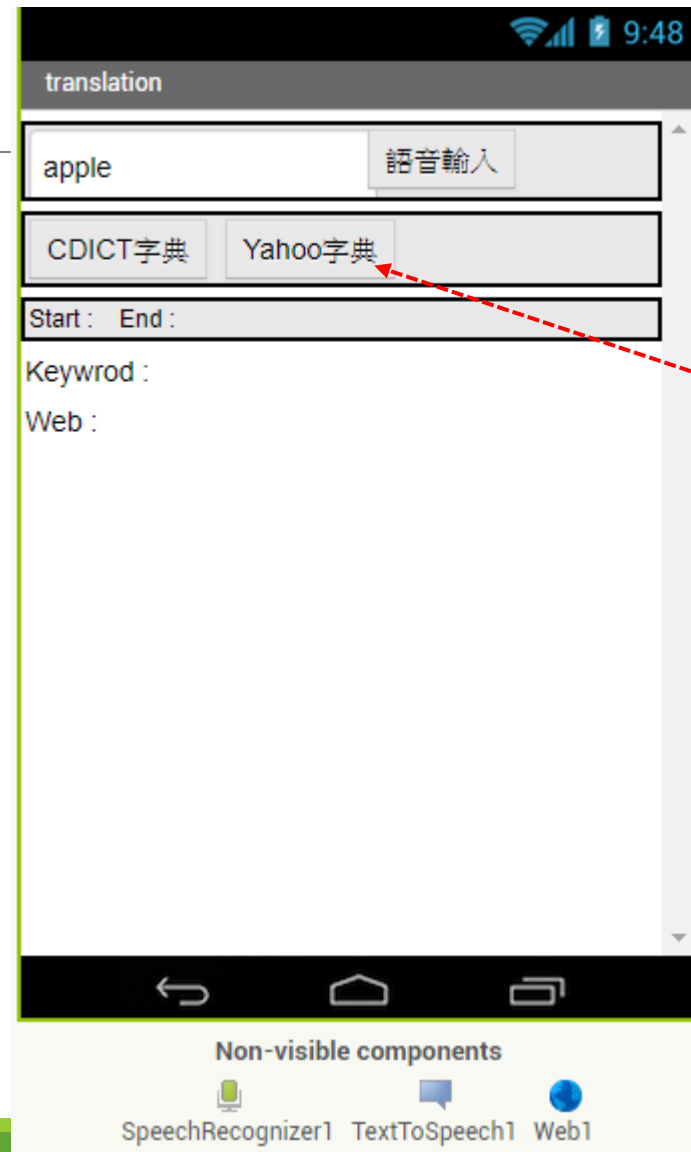 9:48
translation
apple 語音輸入
CDICT字典 Yahoo字典
Start : End :
Keywrod :
Web :
Non-visible components
SpeechRecognizer1 TextToSpeech1 Web1